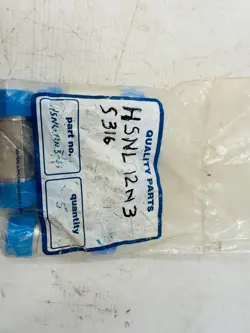 QUALITY PARTS
HSNL 12N3
S316
part no.
quantity
5